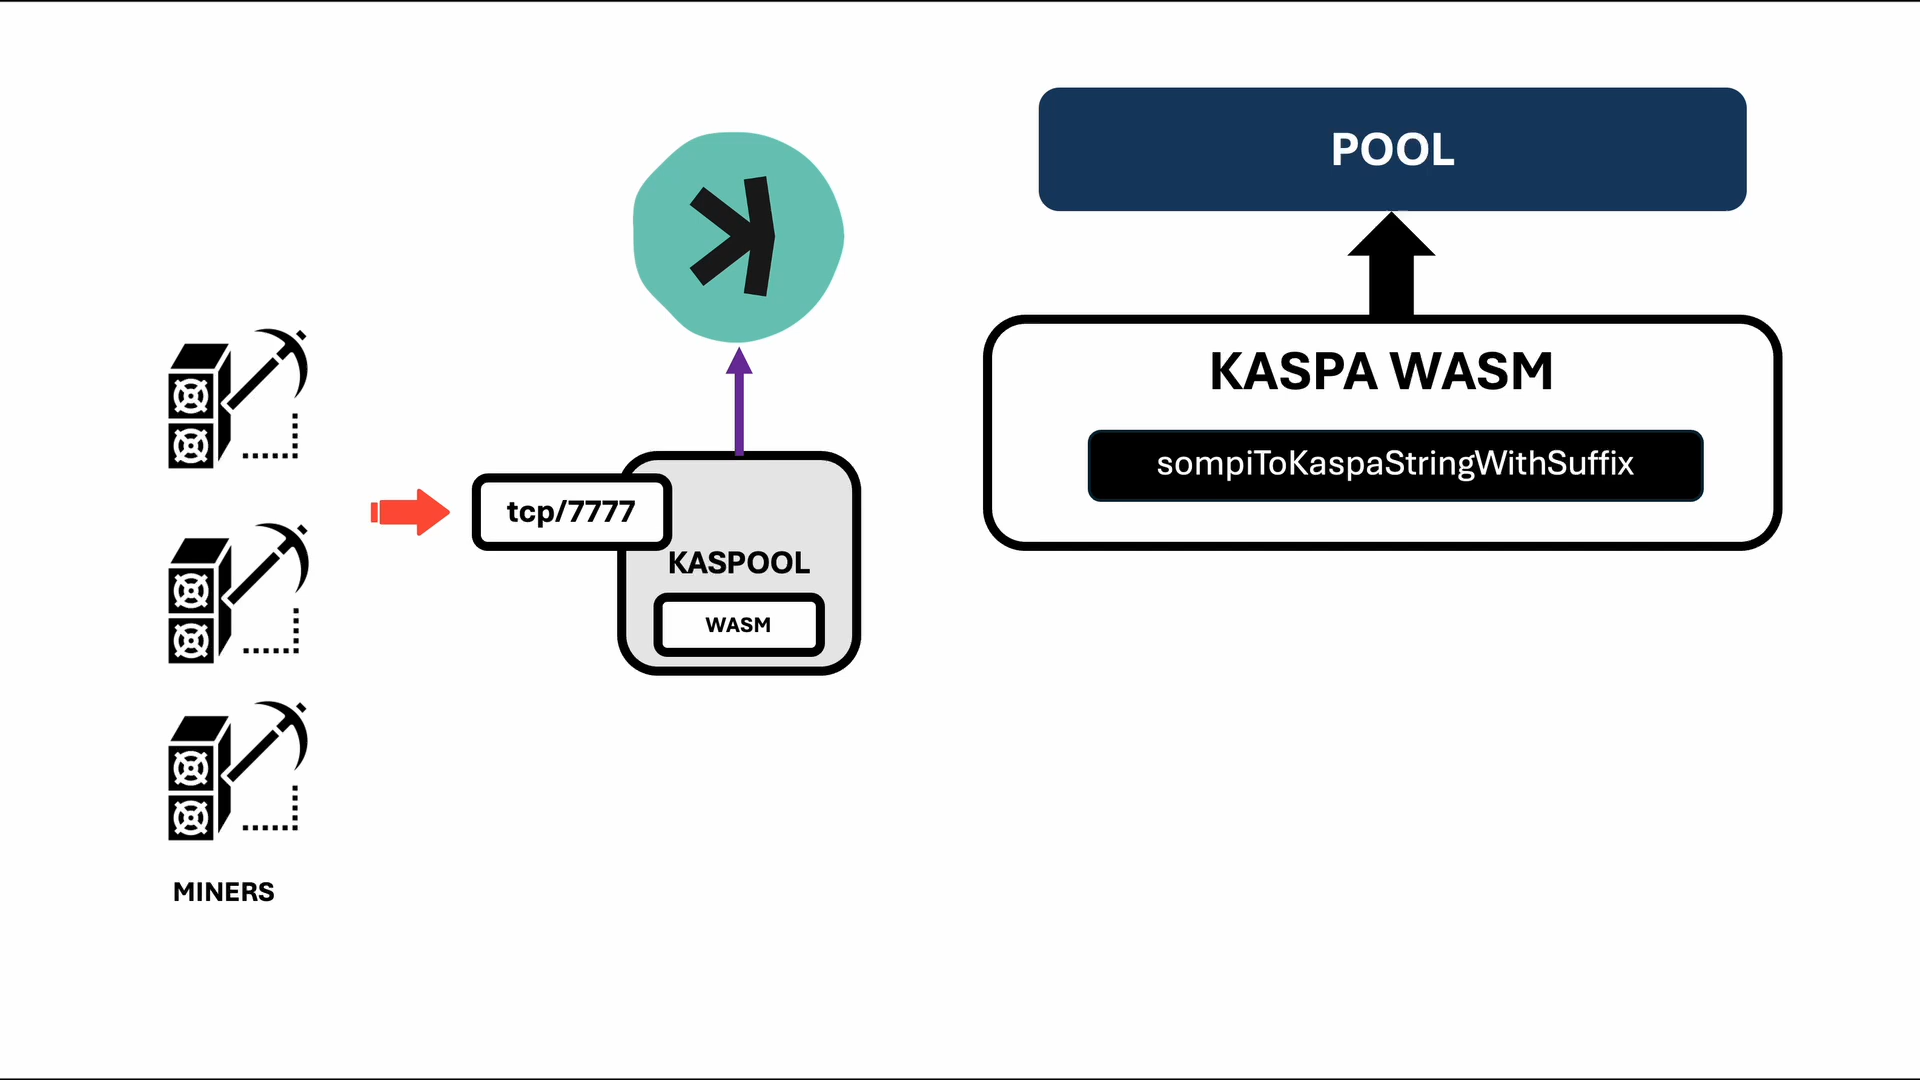 POOL
KASPA WASM
sompiToKaspaStringWithSuffix
tcp/7777
KASPOOL
WASM
MINERS